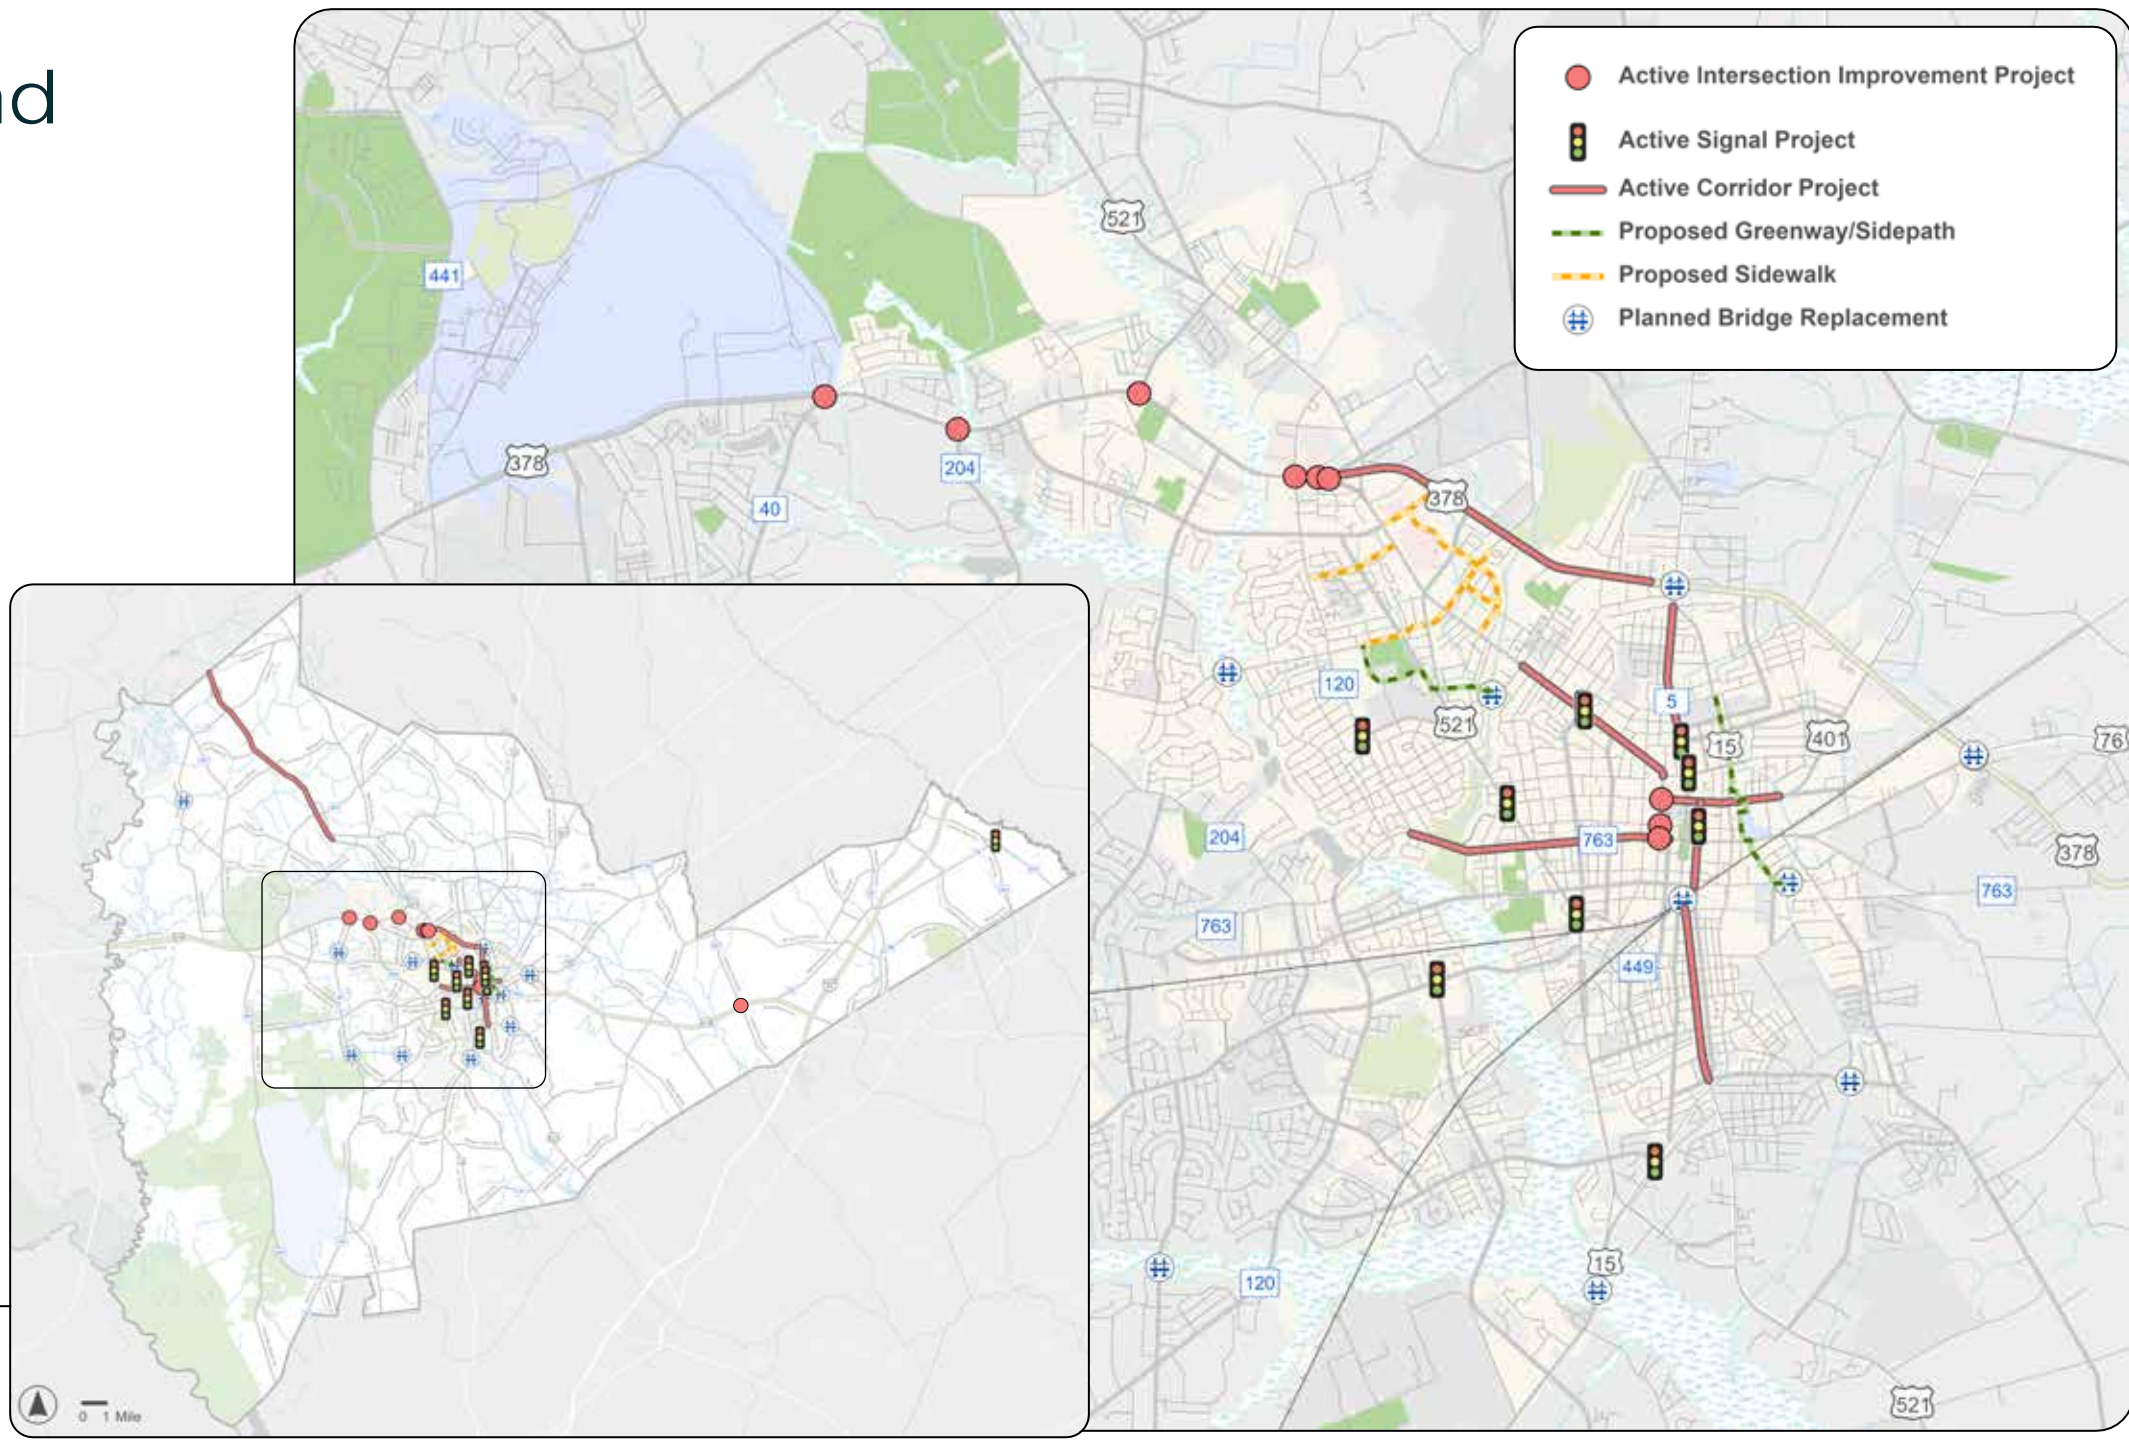 nd
Active Intersection Improvement Project
Active Signal Project
Active Corridor Project
Proposed Greenway/Sidepath
Proposed Sidewalk
Planned Bridge Replacement
521
441
378
204
40
378
120
521
5
15
401
76
204
763
378
763
763
449
15
120
521
0 1 Mile